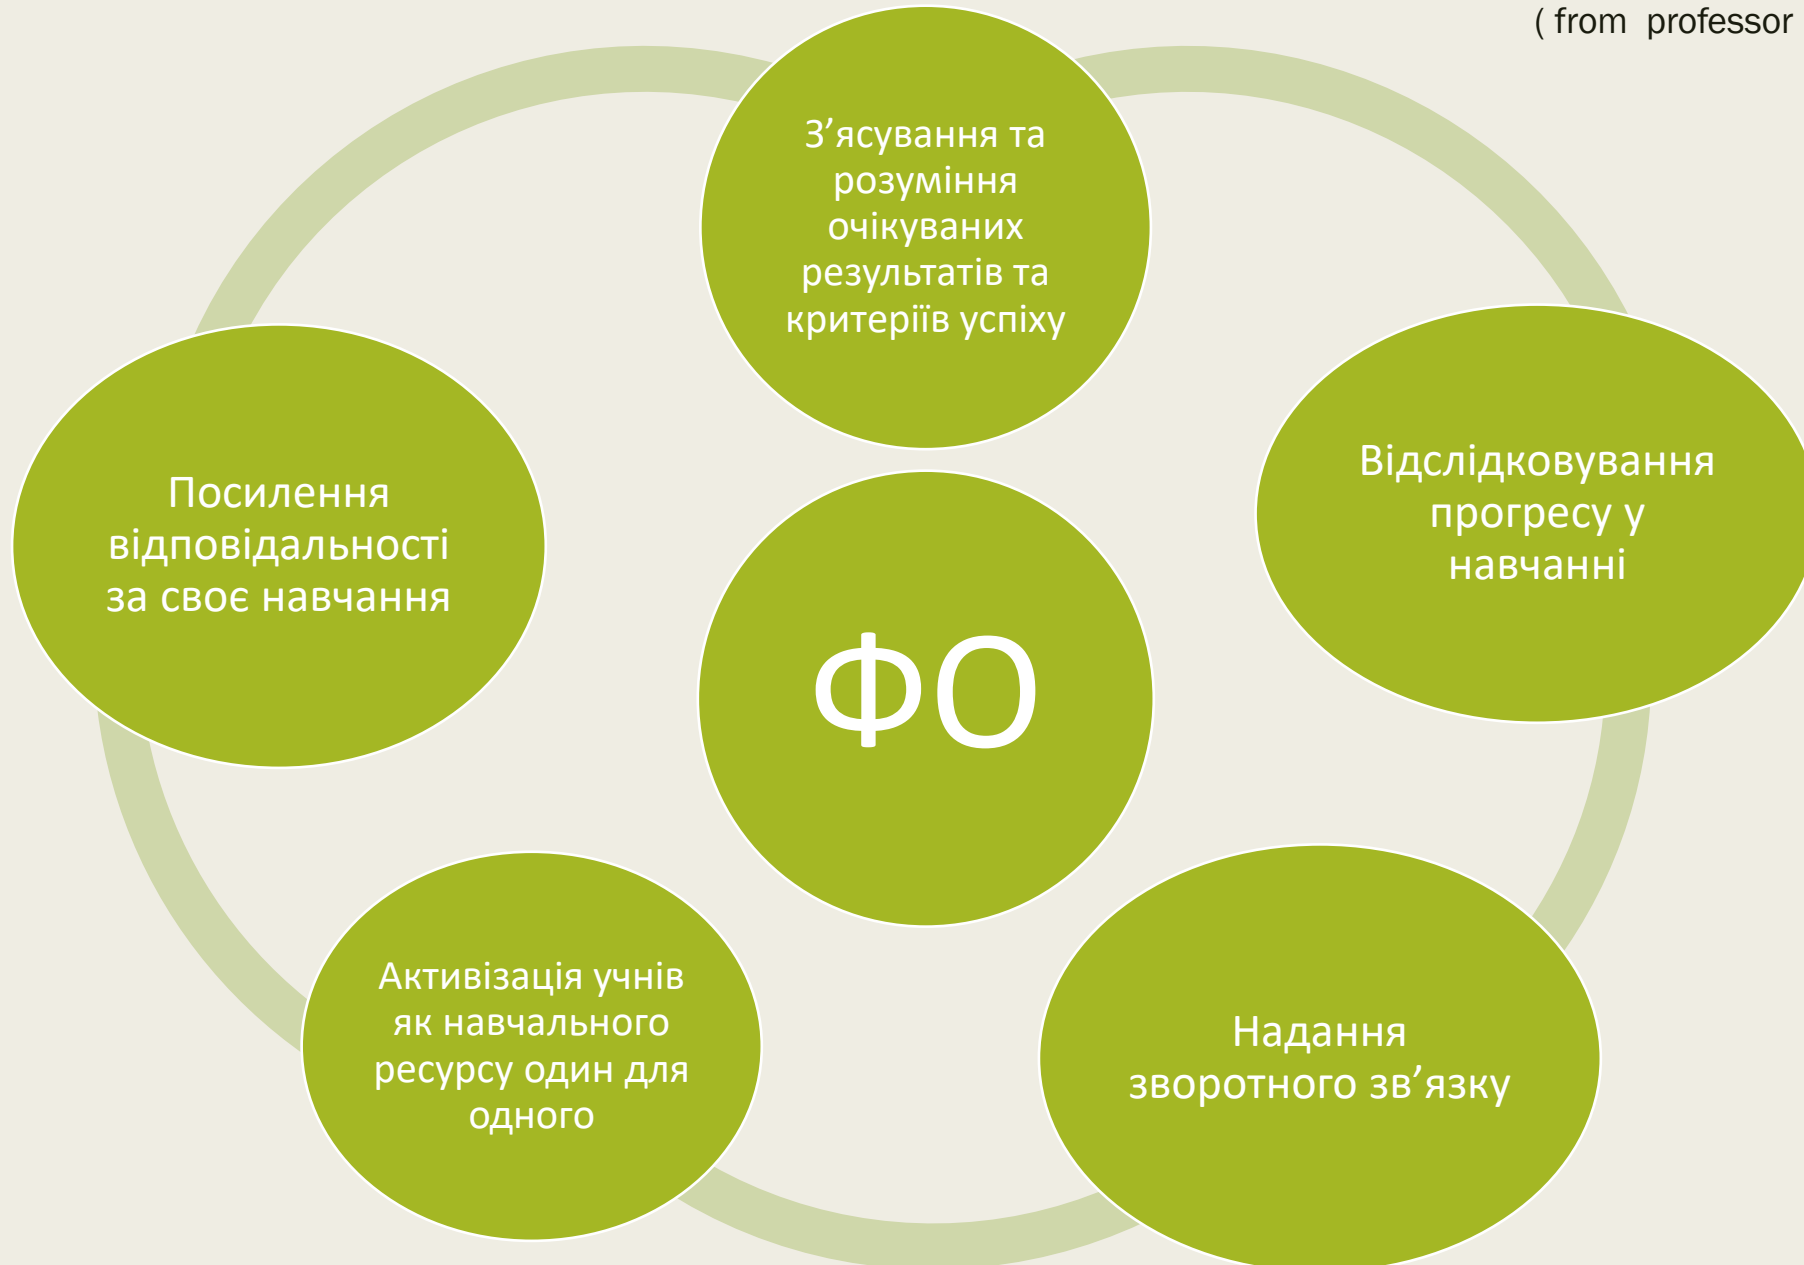 ( from professor
З’ясування та
розуміння
очікуваних
результатів та
критеріїв успіху
Відслідковування
прогресу у
навчанні
Надання
зворотного зв’язку
Активізація учнів
як навчального
ресурсу один для
одного
Посилення
відповідальності
за своє навчання
ФО